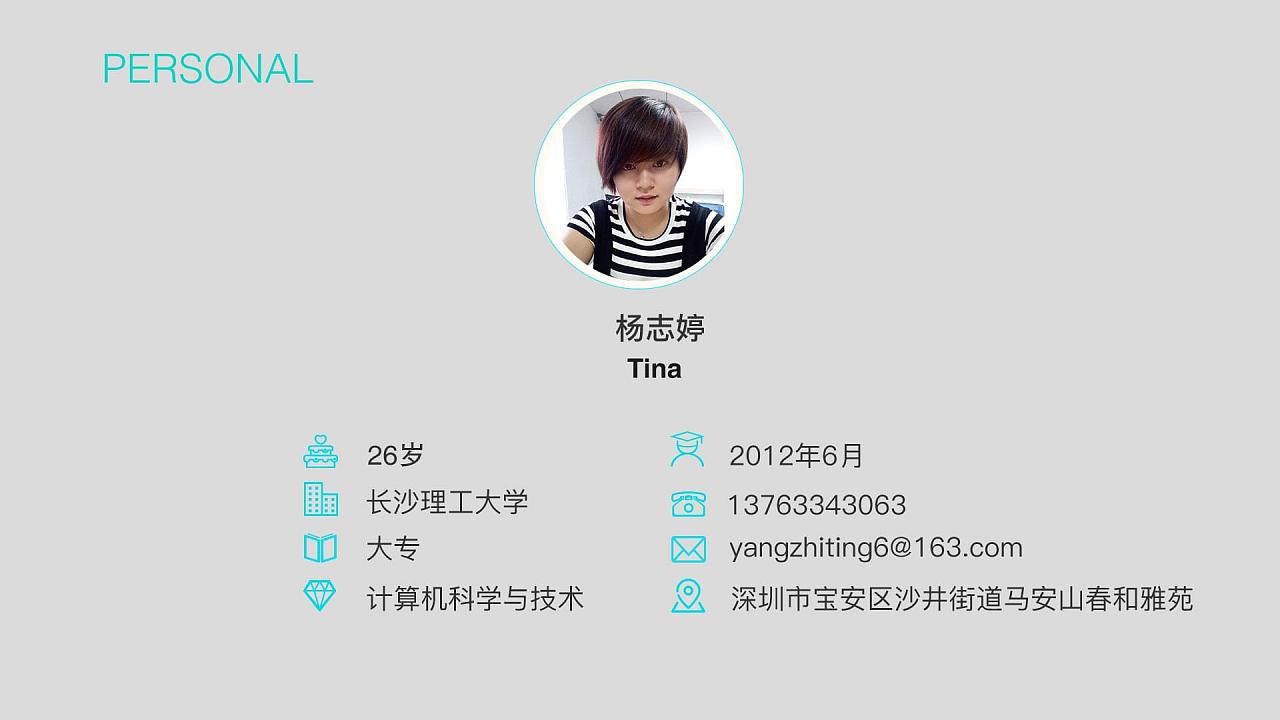 PERSONAL
杨志婷
Tina
26岁
2012年6月
长沙理工大学
13763343063
大专
yangzhiting6@163.com
计算机科学与技术
深圳市宝安区沙井街道马安山春和雅苑